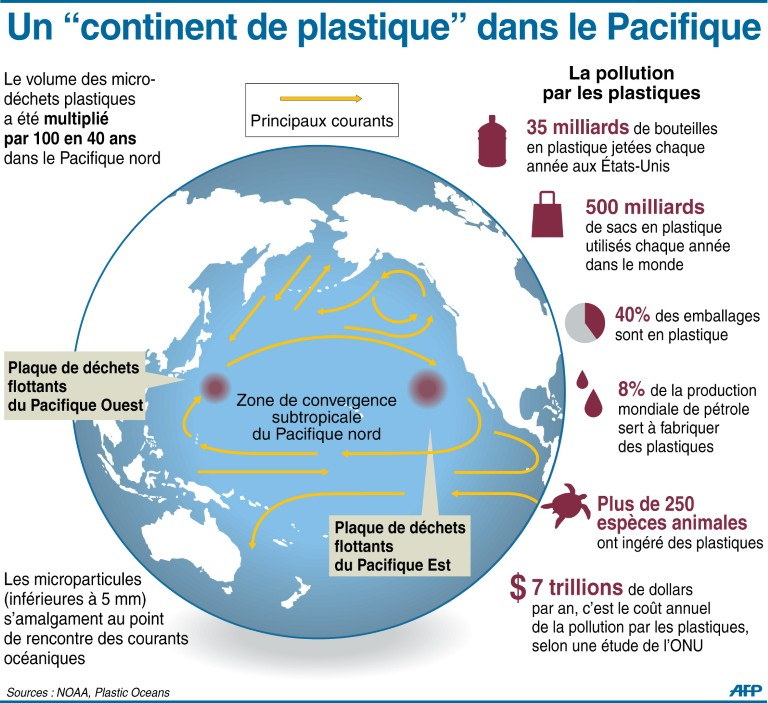 Un “continent de plastique” dans le Pacifique
Le volume des micro-
déchets plastiques
a été multiplié
par 100 en 40 ans
dans le Pacifique nord
Principaux courants
La pollution
par les plastiques
35 milliards de bouteilles
en plastique jetées chaque
année aux États-Unis
500 milliards
de sacs en plastique
utilisés chaque année
dans le monde
40% des emballages
sont en plastique
8% de la production
mondiale de pétrole
sert à fabriquer
des plastiques
Plus de 250
espèces animales
ont ingéré des plastiques
$ 7 trillions de dollars
par an, c’est le coût annuel
de la pollution par les plastiques,
selon une étude de l’ONU
Plaque de déchets
flottants
du Pacifique Ouest
Zone de convergence
subtropicale
du Pacifique nord
Plaque de déchets
flottants
du Pacifique Est
Les microparticules
(inférieures à 5 mm)
s’amalgament au point
de rencontre des courants
océaniques
Sources : NOAA, Plastic Oceans
AFP